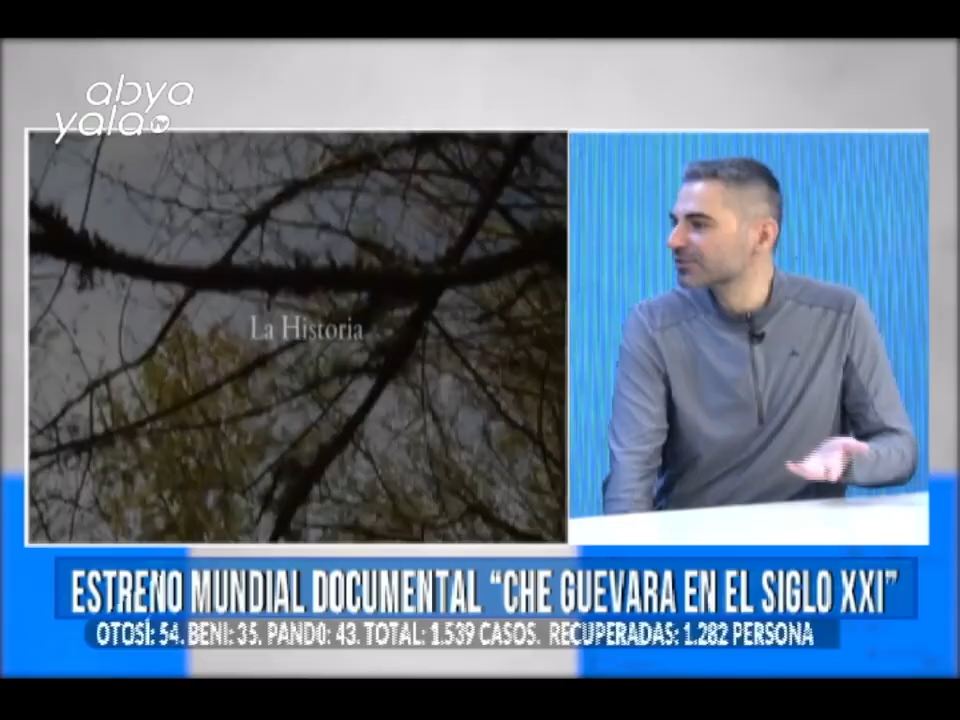 abya
yala tv
La Historia
ESTRENO MUNDIAL DOCUMENTAL “CHE GUEVARA EN EL SIGLO XXI”
OTOSÍ: 54. BENI: 35. PANDO: 43. TOTAL: 1.539 CASOS. RECUPERADAS: 1.282 PERSONA